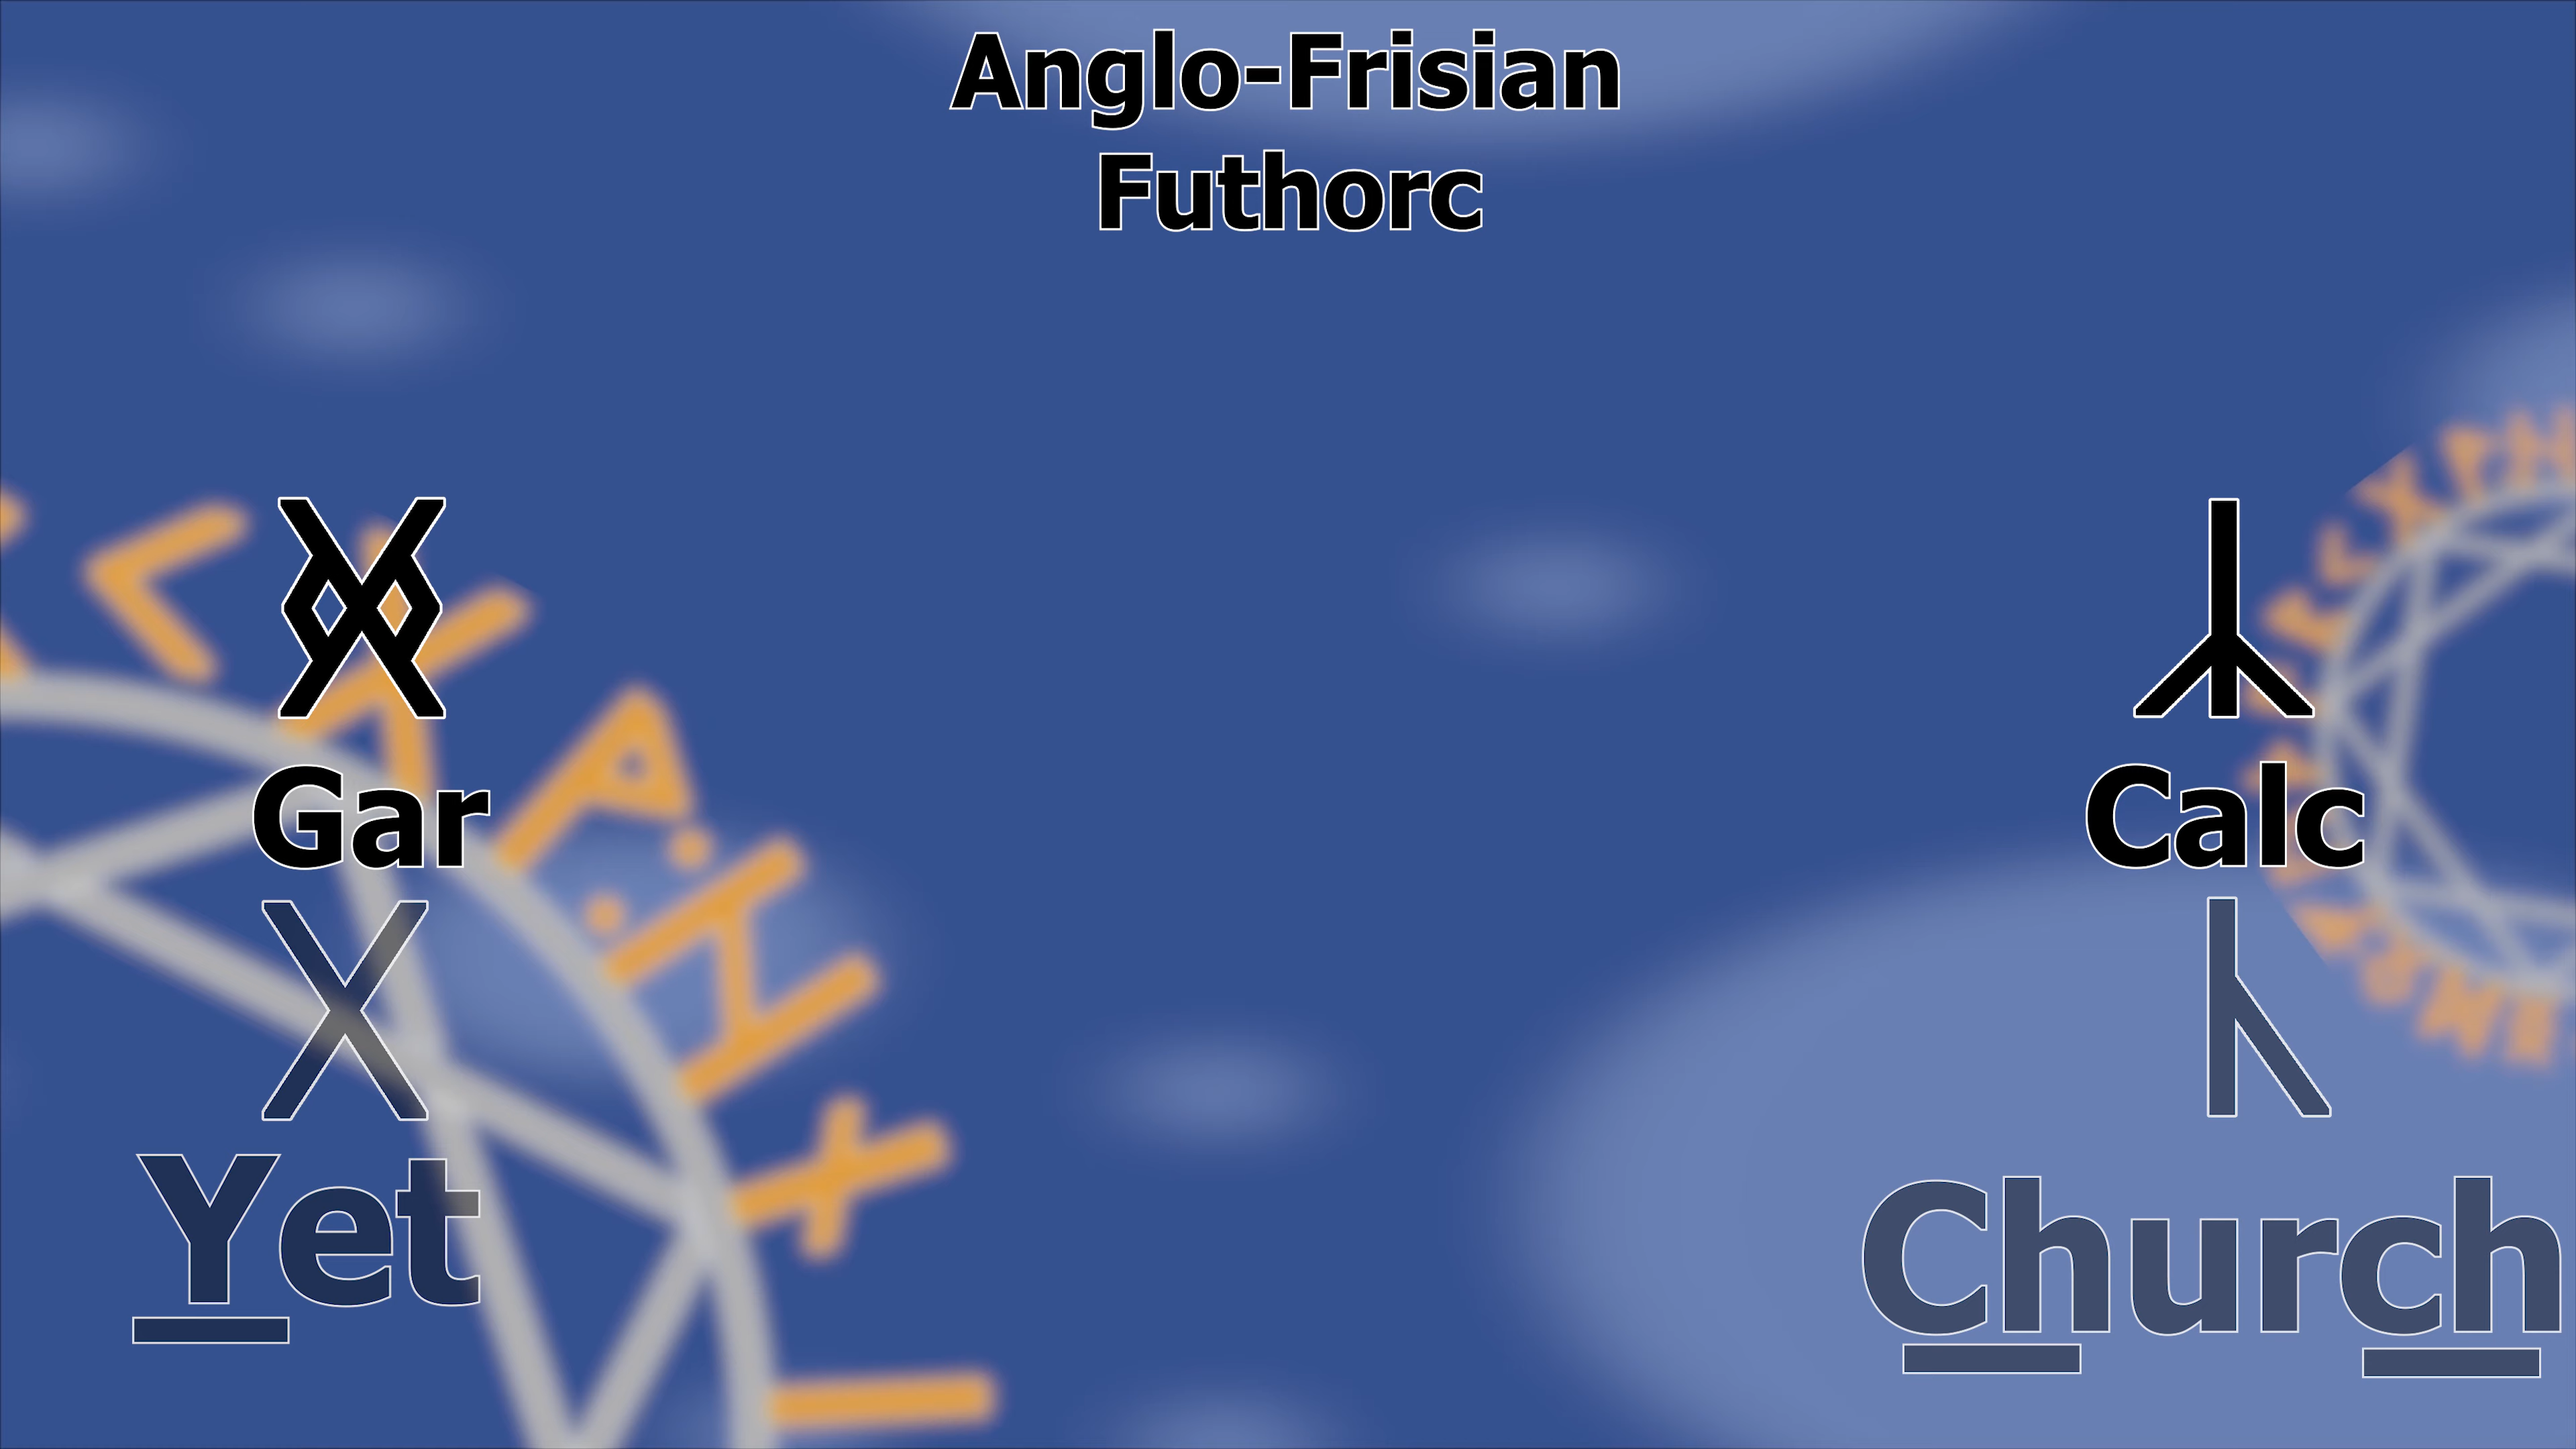 Anglo-Frisian
Futhorc
ᚸ ᛣ
Gar Calc
ᚷ ᚳ
Yet Church